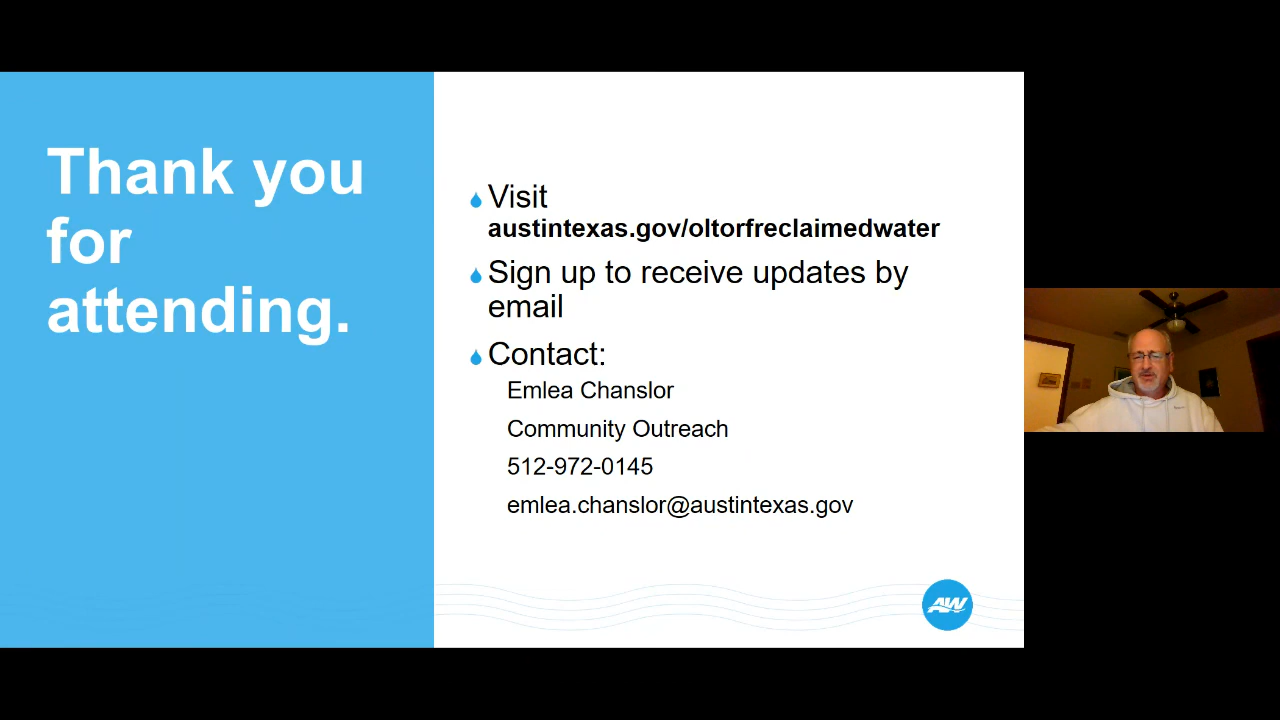 Thank you
for
attending.
Visit
austintexas.gov/oltorfreclaimedwater
Sign up to receive updates by
email
Contact:
Emlea Chanslor
Community Outreach
512-972-0145
emlea.chanslor@austintexas.gov
AW